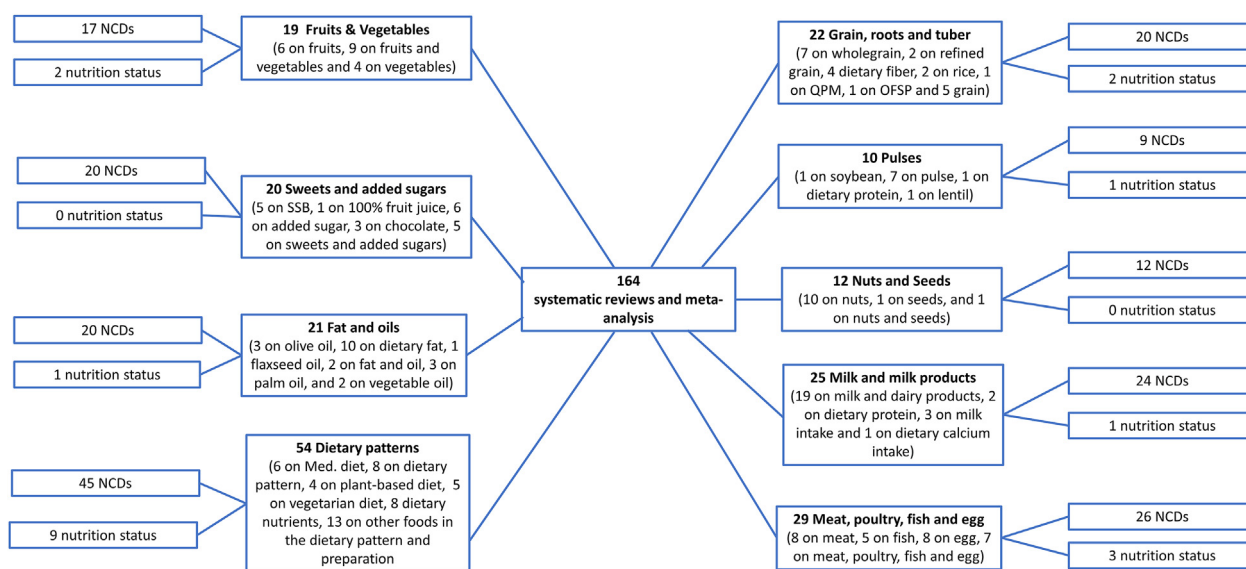 17 NCDs
2 nutrition status
19 Fruits & Vegetables
(6 on fruits, 9 on fruits and
vegetables and 4 on vegetables)
20 NCDs
0 nutrition status
20 Sweets and added sugars
(5 on SSB, 1 on 100% fruit juice, 6
on added sugar, 3 on chocolate, 5
on sweets and added sugars)
20 NCDs
1 nutrition status
21 Fat and oils
(3 on olive oil, 10 on dietary fat, 1
flaxseed oil, 2 on fat and oil, 3 on
palm oil, and 2 on vegetable oil)
45 NCDs
9 nutrition status
54 Dietary patterns
(6 on Med. diet, 8 on dietary
pattern, 4 on plant-based diet, 5
on vegetarian diet, 8 dietary
nutrients, 13 on other foods in
the dietary pattern and
preparation
164
systematic reviews and meta-
analysis
22 Grain, roots and tuber
(7 on wholegrain, 2 on refined
grain, 4 dietary fiber, 2 on rice, 1
on QPM, 1 on OFSP and 5 grain)
20 NCDs
2 nutrition status
10 Pulses
(1 on soybean, 7 on pulse, 1 on
dietary protein, 1 on lentil)
9 NCDs
1 nutrition status
12 Nuts and Seeds
(10 on nuts, 1 on seeds, and 1
on nuts and seeds)
12 NCDs
0 nutrition status
25 Milk and milk products
(19 on milk and dairy products, 2
on dietary protein, 3 on milk
intake and 1 on dietary calcium
intake)
24 NCDs
1 nutrition status
29 Meat, poultry, fish and egg
(8 on meat, 5 on fish, 8 on egg, 7
on meat, poultry, fish and egg)
26 NCDs
3 nutrition status